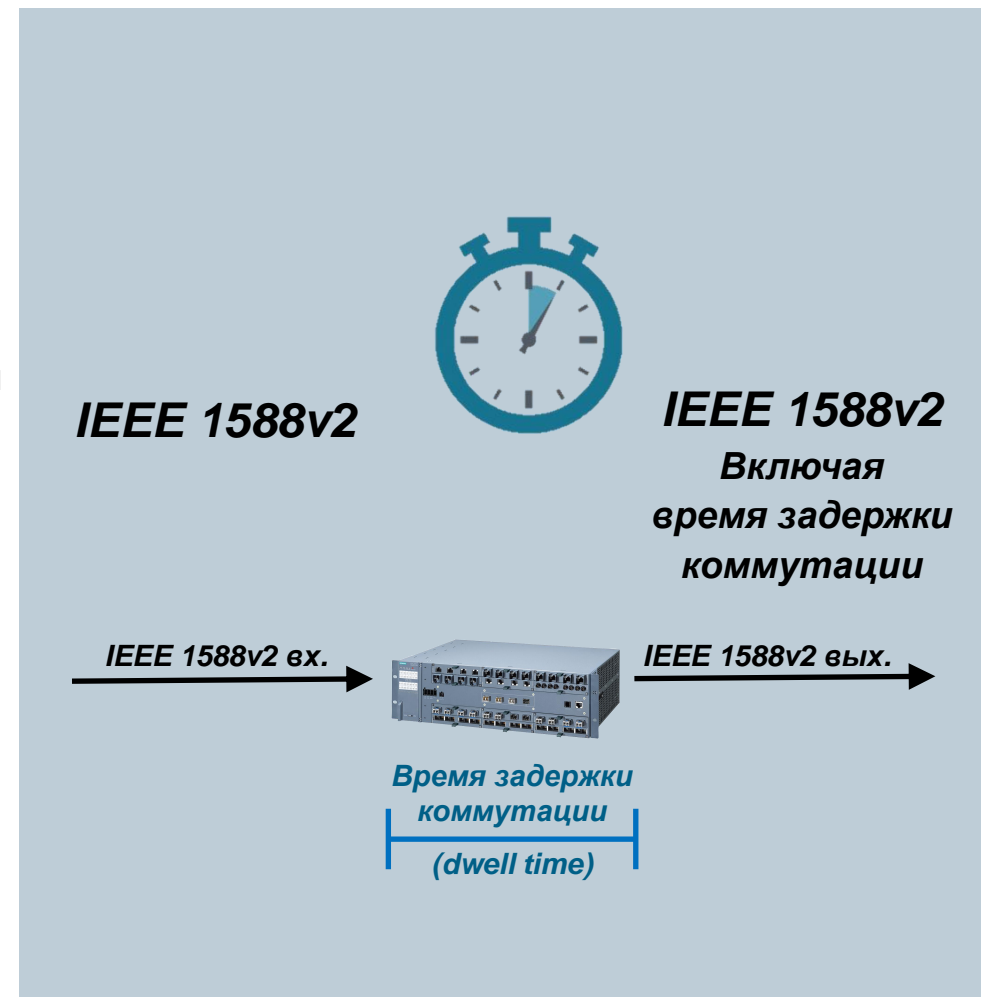 IEEE 1588v2
IEEE 1588v2
Включая
время задержки
коммутации
IEEE 1588v2 вх.
IEEE 1588v2 вых.
Время задержки
коммутации
(dwell time)